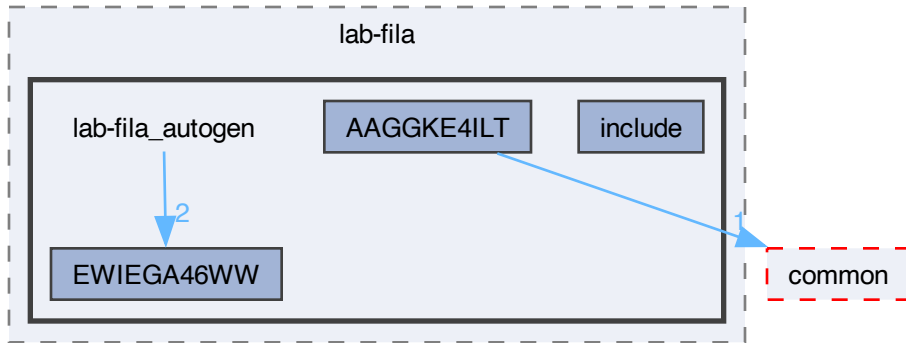 lab-fila
lab-fila_autogen
AAGGKE4ILT
include
2
1
EWIEGA46WW
common